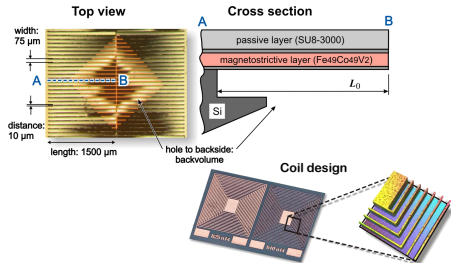 Top view
Cross section
width:
75 µm
A
B
A
B
passive layer (SU8-3000)
magnetostrictive layer (Fe49Co49V2)
L0
Si
distance:
10 µm
length: 1500 µm
hole to backside:
backvolume
Coil design